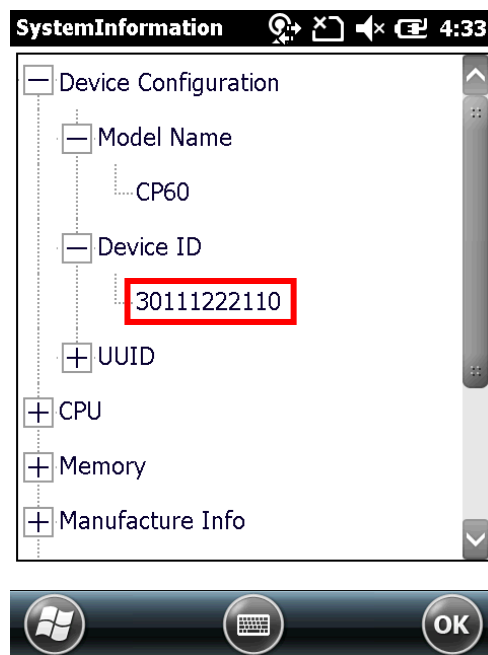 SystemInformation 4:33
Device Configuration
Model Name
CP60
Device ID
30111222110
UUID
CPU
Memory
Manufacture Info
OK